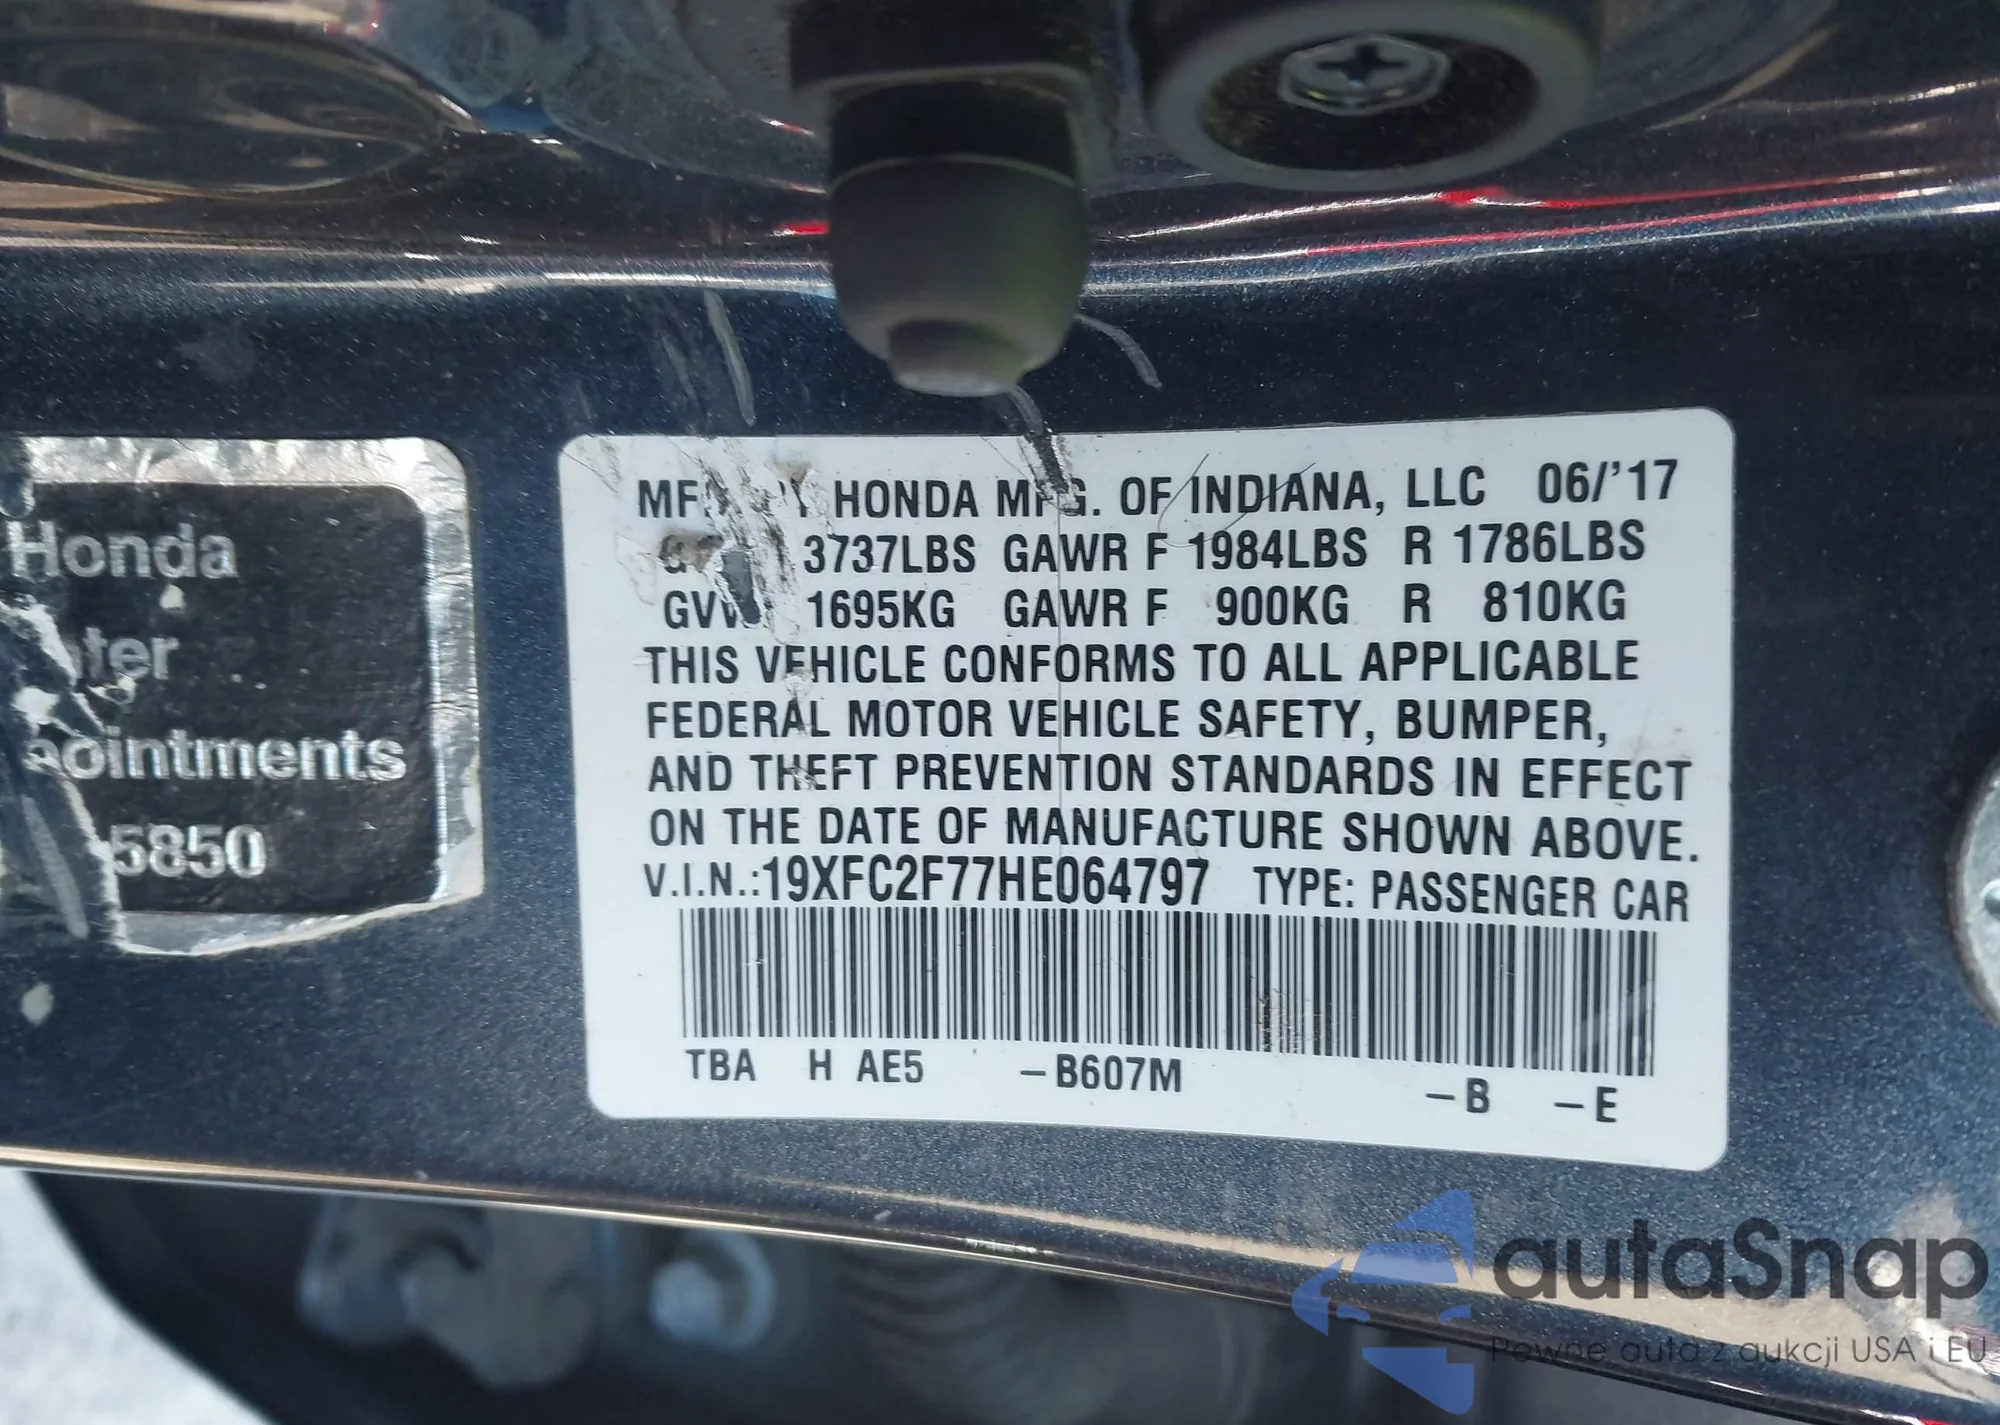 Honda
ointments
5850
HONDA MFG. OF INDIANA, LLC 06/'17
3737LBS GAWR F 1984LBS R 1786LBS
1695KG GAWR F 900KG R 810KG
THIS VEHICLE CONFORMS TO ALL APPLICABLE
FEDERAL MOTOR VEHICLE SAFETY, BUMPER,
AND THEFT PREVENTION STANDARDS IN EFFECT
ON THE DATE OF MANUFACTURE SHOWN ABOVE.
V.I.N.:19XFC2F77HE064797 TYPE: PASSENGER CAR
TBA H AE5 –B607M –B –E
autaSnap
Pewne auta z aukcji USA i EU